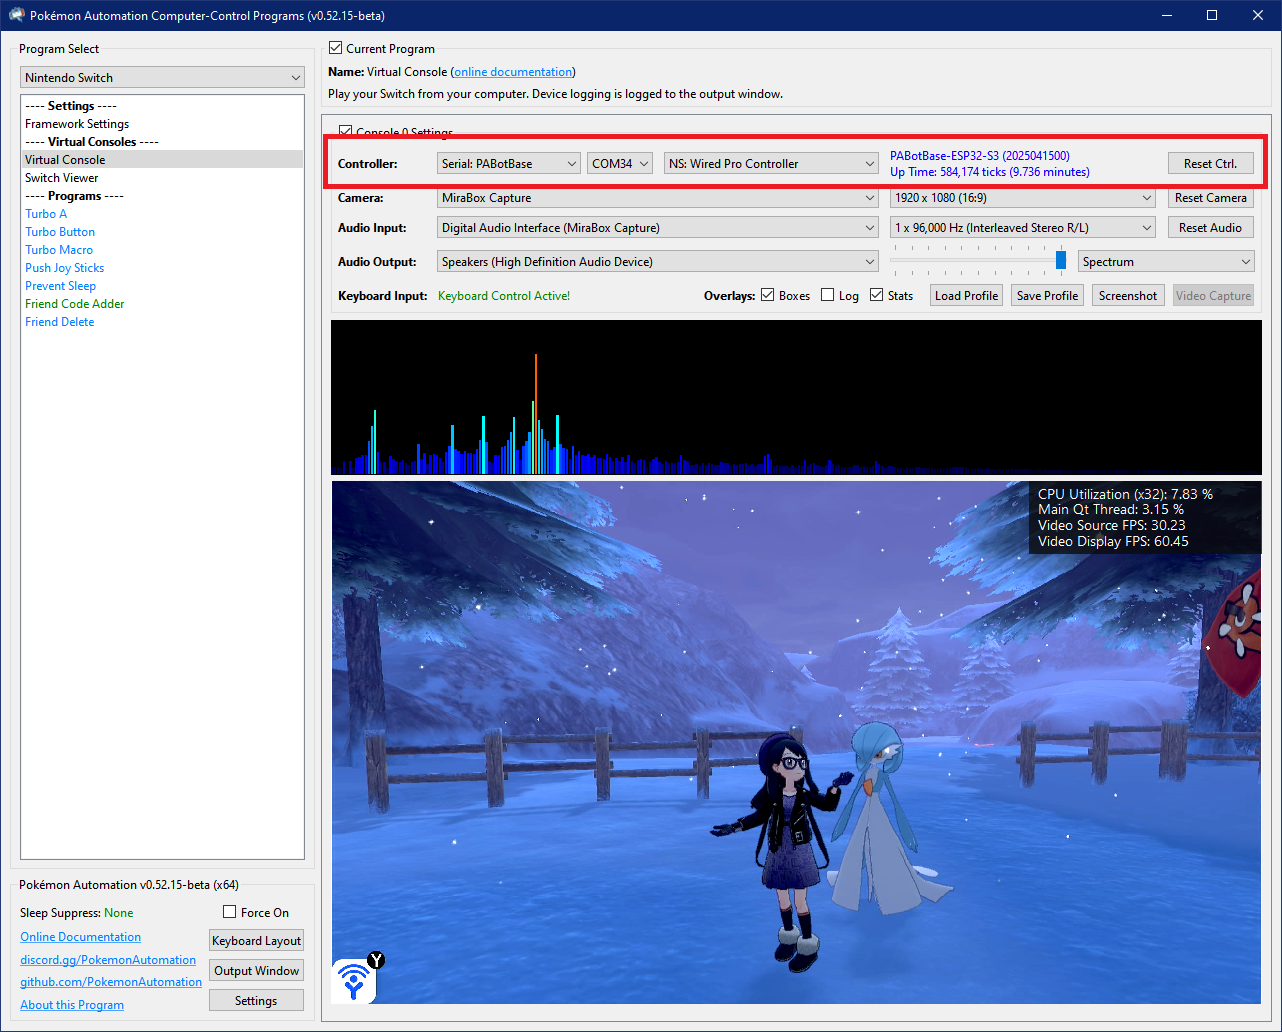 Pokémon Automation Computer-Control Programs (v0.52.15-beta)
Program Select
Nintendo Switch
---- Settings ----
Framework Settings
---- Virtual Consoles ----
Virtual Console
Switch Viewer
---- Programs ----
Turbo A
Turbo Button
Turbo Macro
Push Joy Sticks
Prevent Sleep
Friend Code Adder
Friend Delete
Pokémon Automation v0.52.15-beta (x64)
Sleep Suppress: None
Force On
Online Documentation
Keyboard Layout
discord.gg/PokemonAutomation
Output Window
github.com/PokemonAutomation
About this Program
Settings
Current Program
Name: Virtual Console (online documentation)
Play your Switch from your computer. Device logging is logged to the output window.
Console 0 Settings
Controller: Serial: PABotBase COM34 NS: Wired Pro Controller
PABotBase-ESP32-S3 (2025041500)
Up Time: 584,174 ticks (9.736 minutes)
Reset Ctrl.
Camera: MiraBox Capture 1920 x 1080 (16:9) Reset Camera
Audio Input: Digital Audio Interface (MiraBox Capture) 1 x 96,000 Hz (Interleaved Stereo R/L) Reset Audio
Audio Output: Speakers (High Definition Audio Device) Spectrum
Keyboard Input: Keyboard Control Active! Overlays: Boxes Log Stats Load Profile Save Profile Screenshot Video Capture
CPU Utilization (x32): 7.83 %
Main Qt Thread: 3.15 %
Video Source FPS: 30.23
Video Display FPS: 60.45
Y